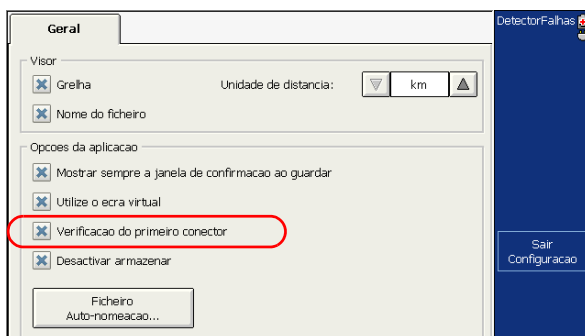 Geral
DetectorFalhas
Visor
Grelha
Unidade de distancia:
km
Nome do ficheiro
Opcoes da aplicacao
Mostrar sempre a janela de confirmacao ao guardar
Utilize o ecra virtual
Verificacao do primeiro conector
Desactivar armazenar
Sair
Configuracao
Ficheiro
Auto-nomeacao...